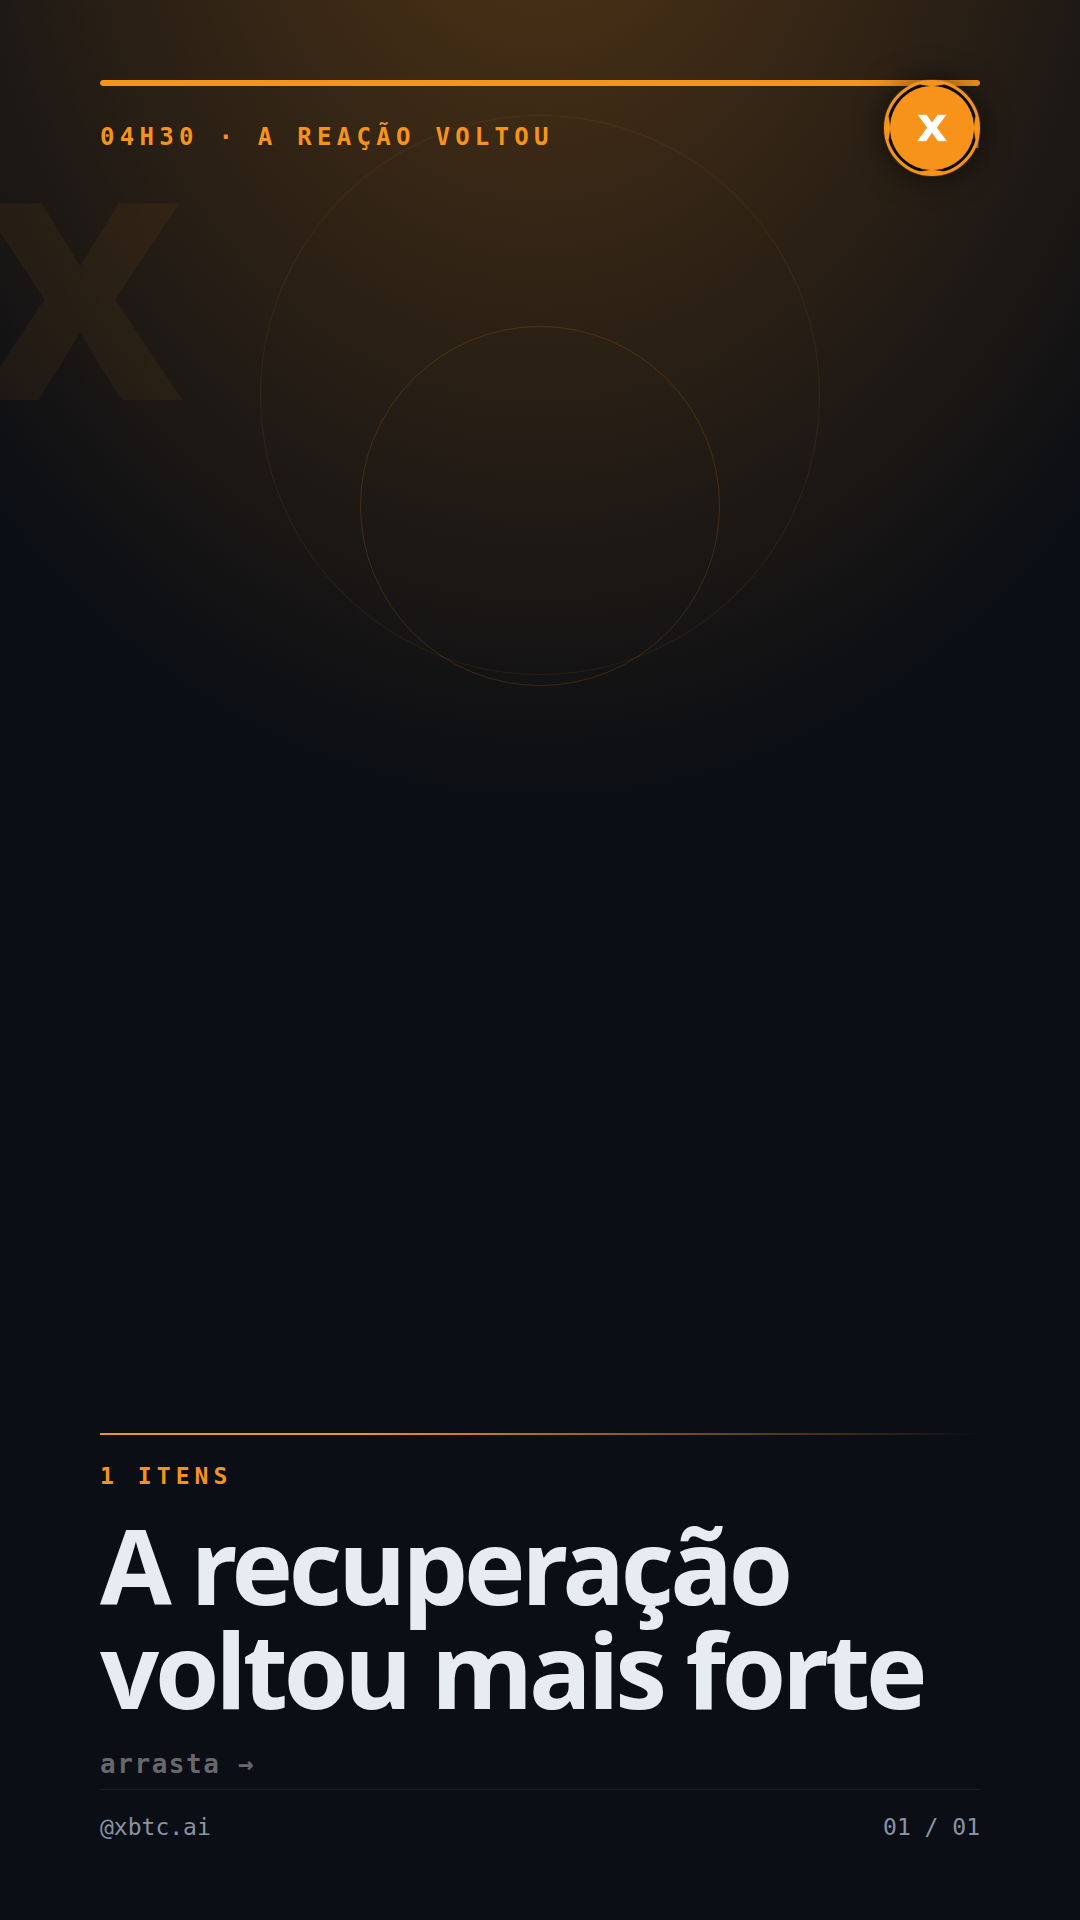 04H30 · A REAÇÃO VOLTOU
X
X
1 ITENS
A recuperação
voltou mais forte
arrasta →
@xbtc.ai
01 / 01